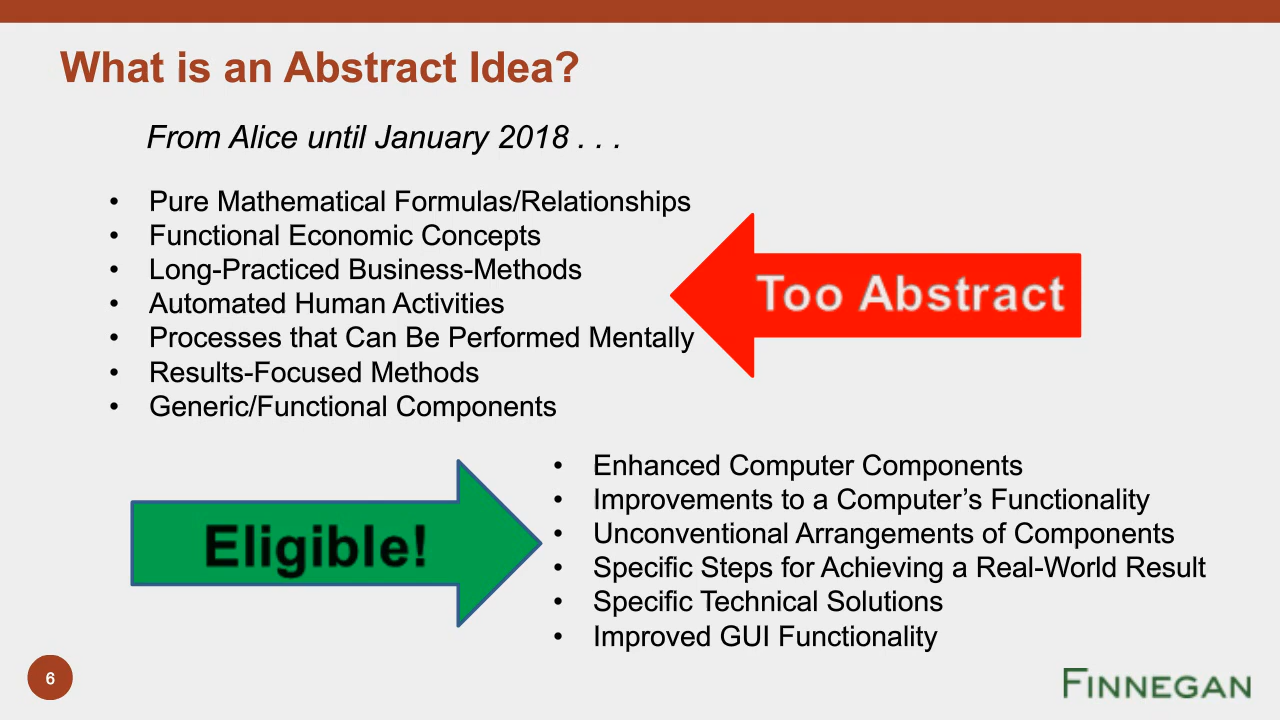 What is an Abstract Idea?
From Alice until January 2018 . . .
• Pure Mathematical Formulas/Relationships
• Functional Economic Concepts
• Long-Practiced Business-Methods
• Automated Human Activities
• Processes that Can Be Performed Mentally
• Results-Focused Methods
• Generic/Functional Components
Too Abstract
Eligible!
• Enhanced Computer Components
• Improvements to a Computer’s Functionality
• Unconventional Arrangements of Components
• Specific Steps for Achieving a Real-World Result
• Specific Technical Solutions
• Improved GUI Functionality
6
FINNEGAN